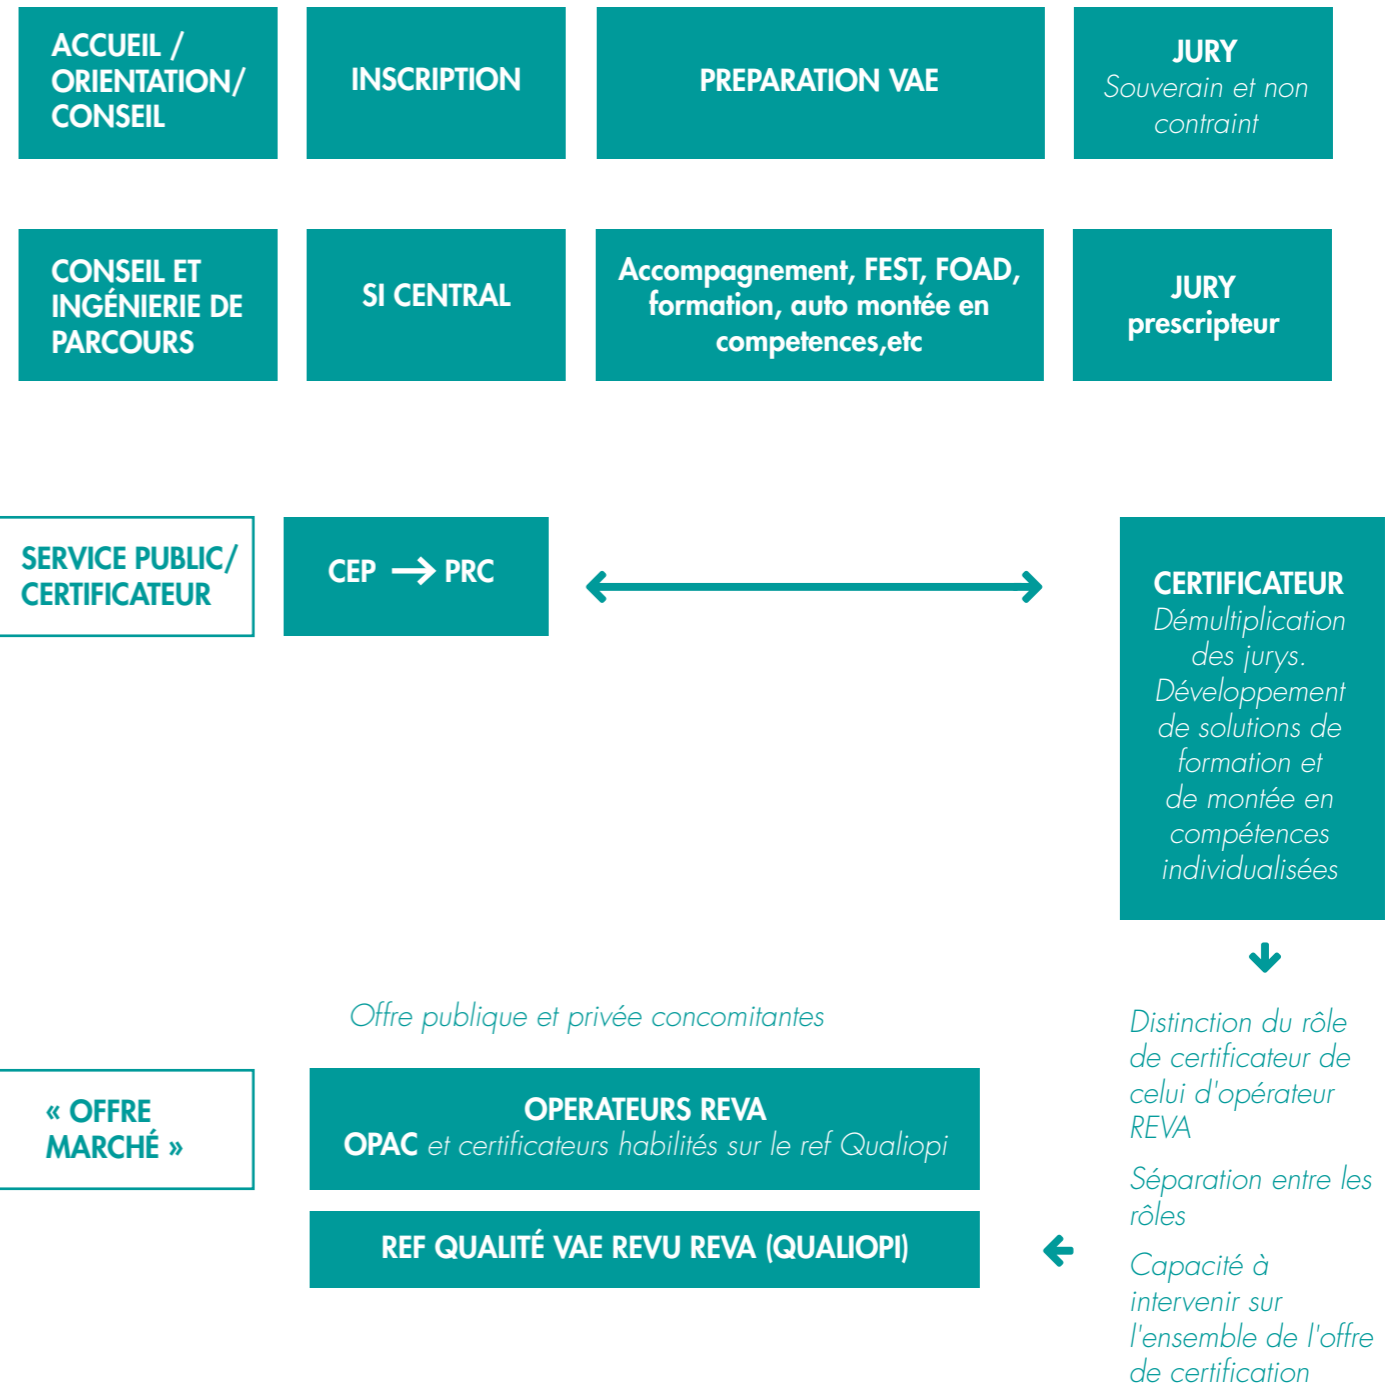 ACCUEIL /
ORIENTATION/
CONSEIL
INSCRIPTION
PREPARATION VAE
JURY
Souverain et non
contraint
CONSEIL ET
INGÉNIERIE DE
PARCOURS
SI CENTRAL
Accompagnement, FEST, FOAD,
formation, auto montée en
competences,etc
JURY
prescripteur
SERVICE PUBLIC/
CERTIFICATEUR
CEP → PRC
CERTIFICATEUR
Démultiplication
des jurys.
Développement
de solutions de
formation et
de montée en
compétences
individualisées
Offre publique et privée concomitantes
« OFFRE
MARCHÉ »
OPERATEURS REVA
OPAC et certificateurs habilités sur le ref Qualiopi
REF QUALITÉ VAE REVU REVA (QUALIOPI)
Distinction du rôle
de certificateur de
celui d'opérateur
REVA
Séparation entre les
rôles
Capacité à
intervenir sur
l'ensemble de l'offre
de certification